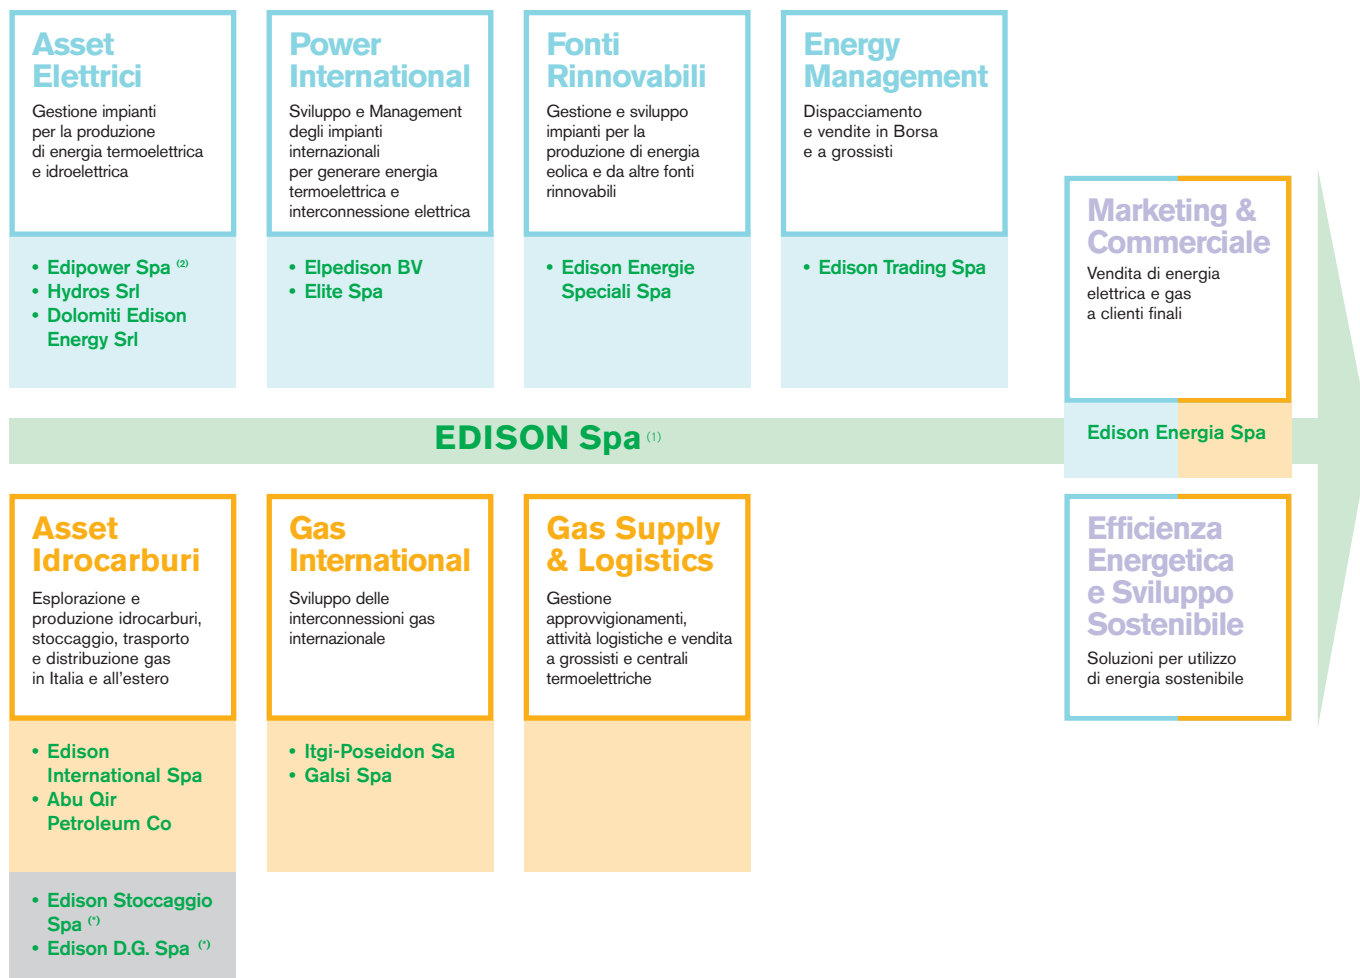 Asset
Elettrici
Gestione impianti
per la produzione
di energia termoelettrica
e idroelettrica
• Edipower Spa (2)
• Hydros Srl
• Dolomiti Edison
Energy Srl
Power
International
Sviluppo e Management
degli impianti
internazionali
per generare energia
termoelettrica e
interconnessione elettrica
• Elpedison BV
• Elite Spa
Fonti
Rinnovabili
Gestione e sviluppo
impianti per la
produzione di energia
eolica e da altre fonti
rinnovabili
• Edison Energie
Speciali Spa
Energy
Management
Dispacciamento
e vendite in Borsa
e a grossisti
• Edison Trading Spa
Marketing &
Commerciale
Vendita di energia
elettrica e gas
a clienti finali
Edison Energia Spa
EDISON Spa (1)
Asset
Idrocarburi
Esplorazione e
produzione idrocarburi,
stoccaggio, trasporto
e distribuzione gas
in Italia e all'estero
• Edison
International Spa
• Abu Qir
Petroleum Co
• Edison Stoccaggio
Spa (*)
• Edison D.G. Spa (*)
Gas
International
Sviluppo delle
interconnessioni gas
internazionale
• Itgi-Poseidon Sa
• Galsi Spa
Gas Supply
& Logistics
Gestione
approvvigionamenti,
attività logistiche e vendita
a grossisti e centrali
termoelettriche
Efficienza
Energetica
e Sviluppo
Sostenibile
Soluzioni per utilizzo
di energia sostenibile